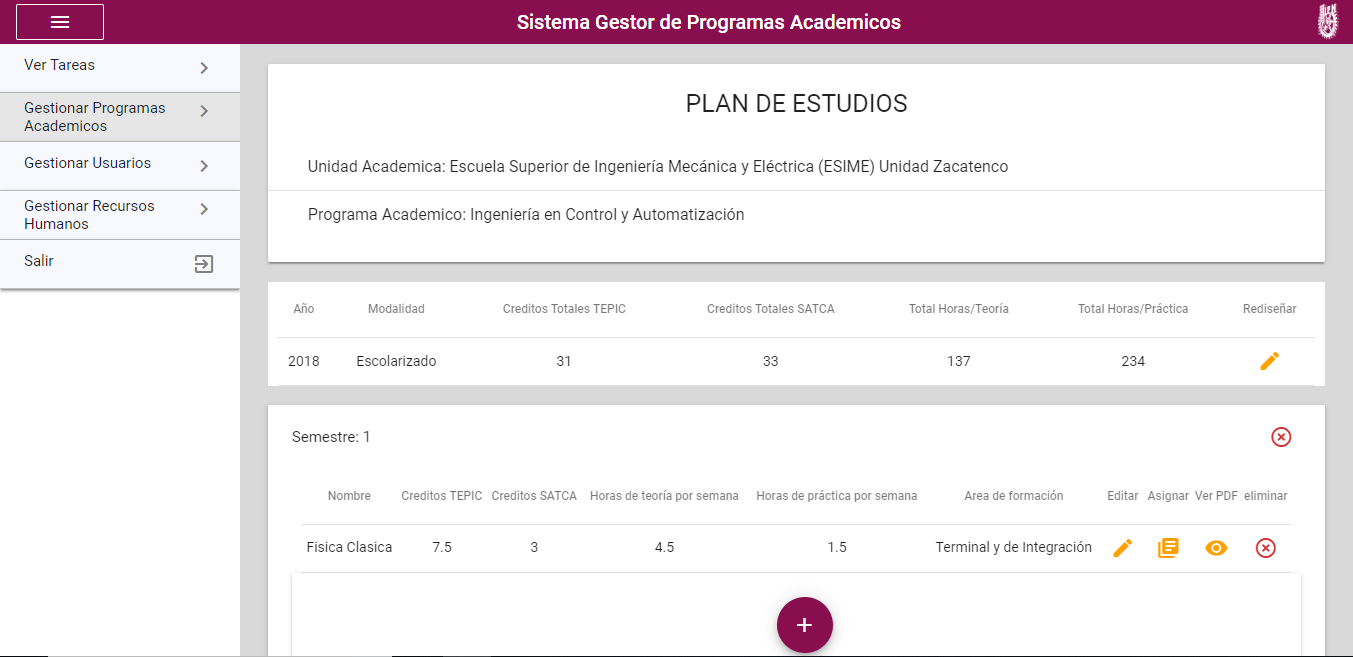 Sistema Gestor de Programas Academicos
Ver Tareas
Gestionar Programas
Academicos
Gestionar Usuarios
Gestionar Recursos
Humanos
Salir
PLAN DE ESTUDIOS
Unidad Academica: Escuela Superior de Ingeniería Mecánica y Eléctrica (ESIME) Unidad Zacatenco
Programa Academico: Ingeniería en Control y Automatización
Año Modalidad Creditos Totales TEPIC Creditos Totales SATCA Total Horas/Teoría Total Horas/Práctica Rediseñar
2018 Escolarizado 31 33 137 234
Semestre: 1
Nombre Creditos TEPIC Creditos SATCA Horas de teoría por semana Horas de práctica por semana Area de formación Editar Asignar Ver PDF eliminar
Fisica Clasica 7.5 3 4.5 1.5 Terminal y de Integración
+